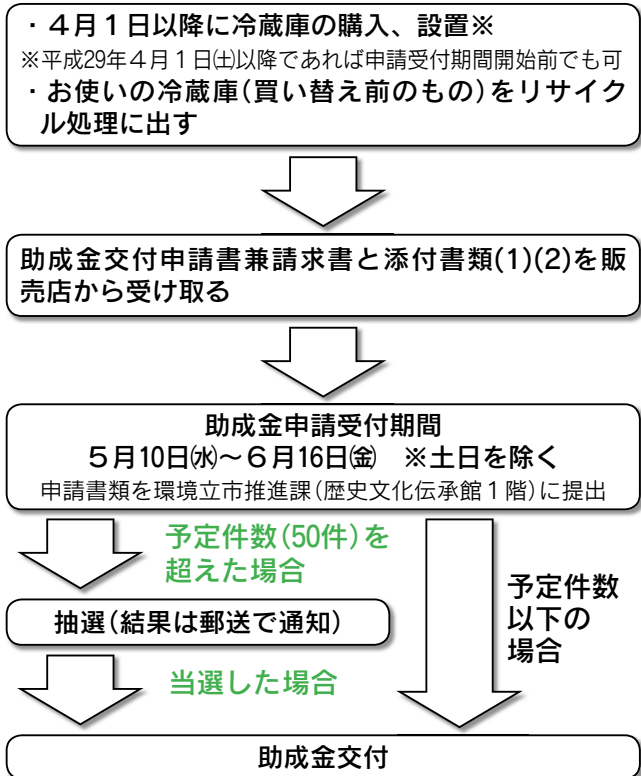 ・４月１日以降に冷蔵庫の購入、設置※
※平成29年４月１日㈯以降であれば申請受付期間開始前でも可
・お使いの冷蔵庫(買い替え前のもの)をリサイク
ル処理に出す
助成金交付申請書兼請求書と添付書類(1)(2)を販
売店から受け取る
助成金申請受付期間
５月10日㈬～６月16日㈮　※土日を除く
申請書類を環境立市推進課(歴史文化伝承館１階)に提出
予定件数(50件)を
超えた場合
抽選(結果は郵送で通知)
当選した場合
予定件数
以下の
場合
助成金交付